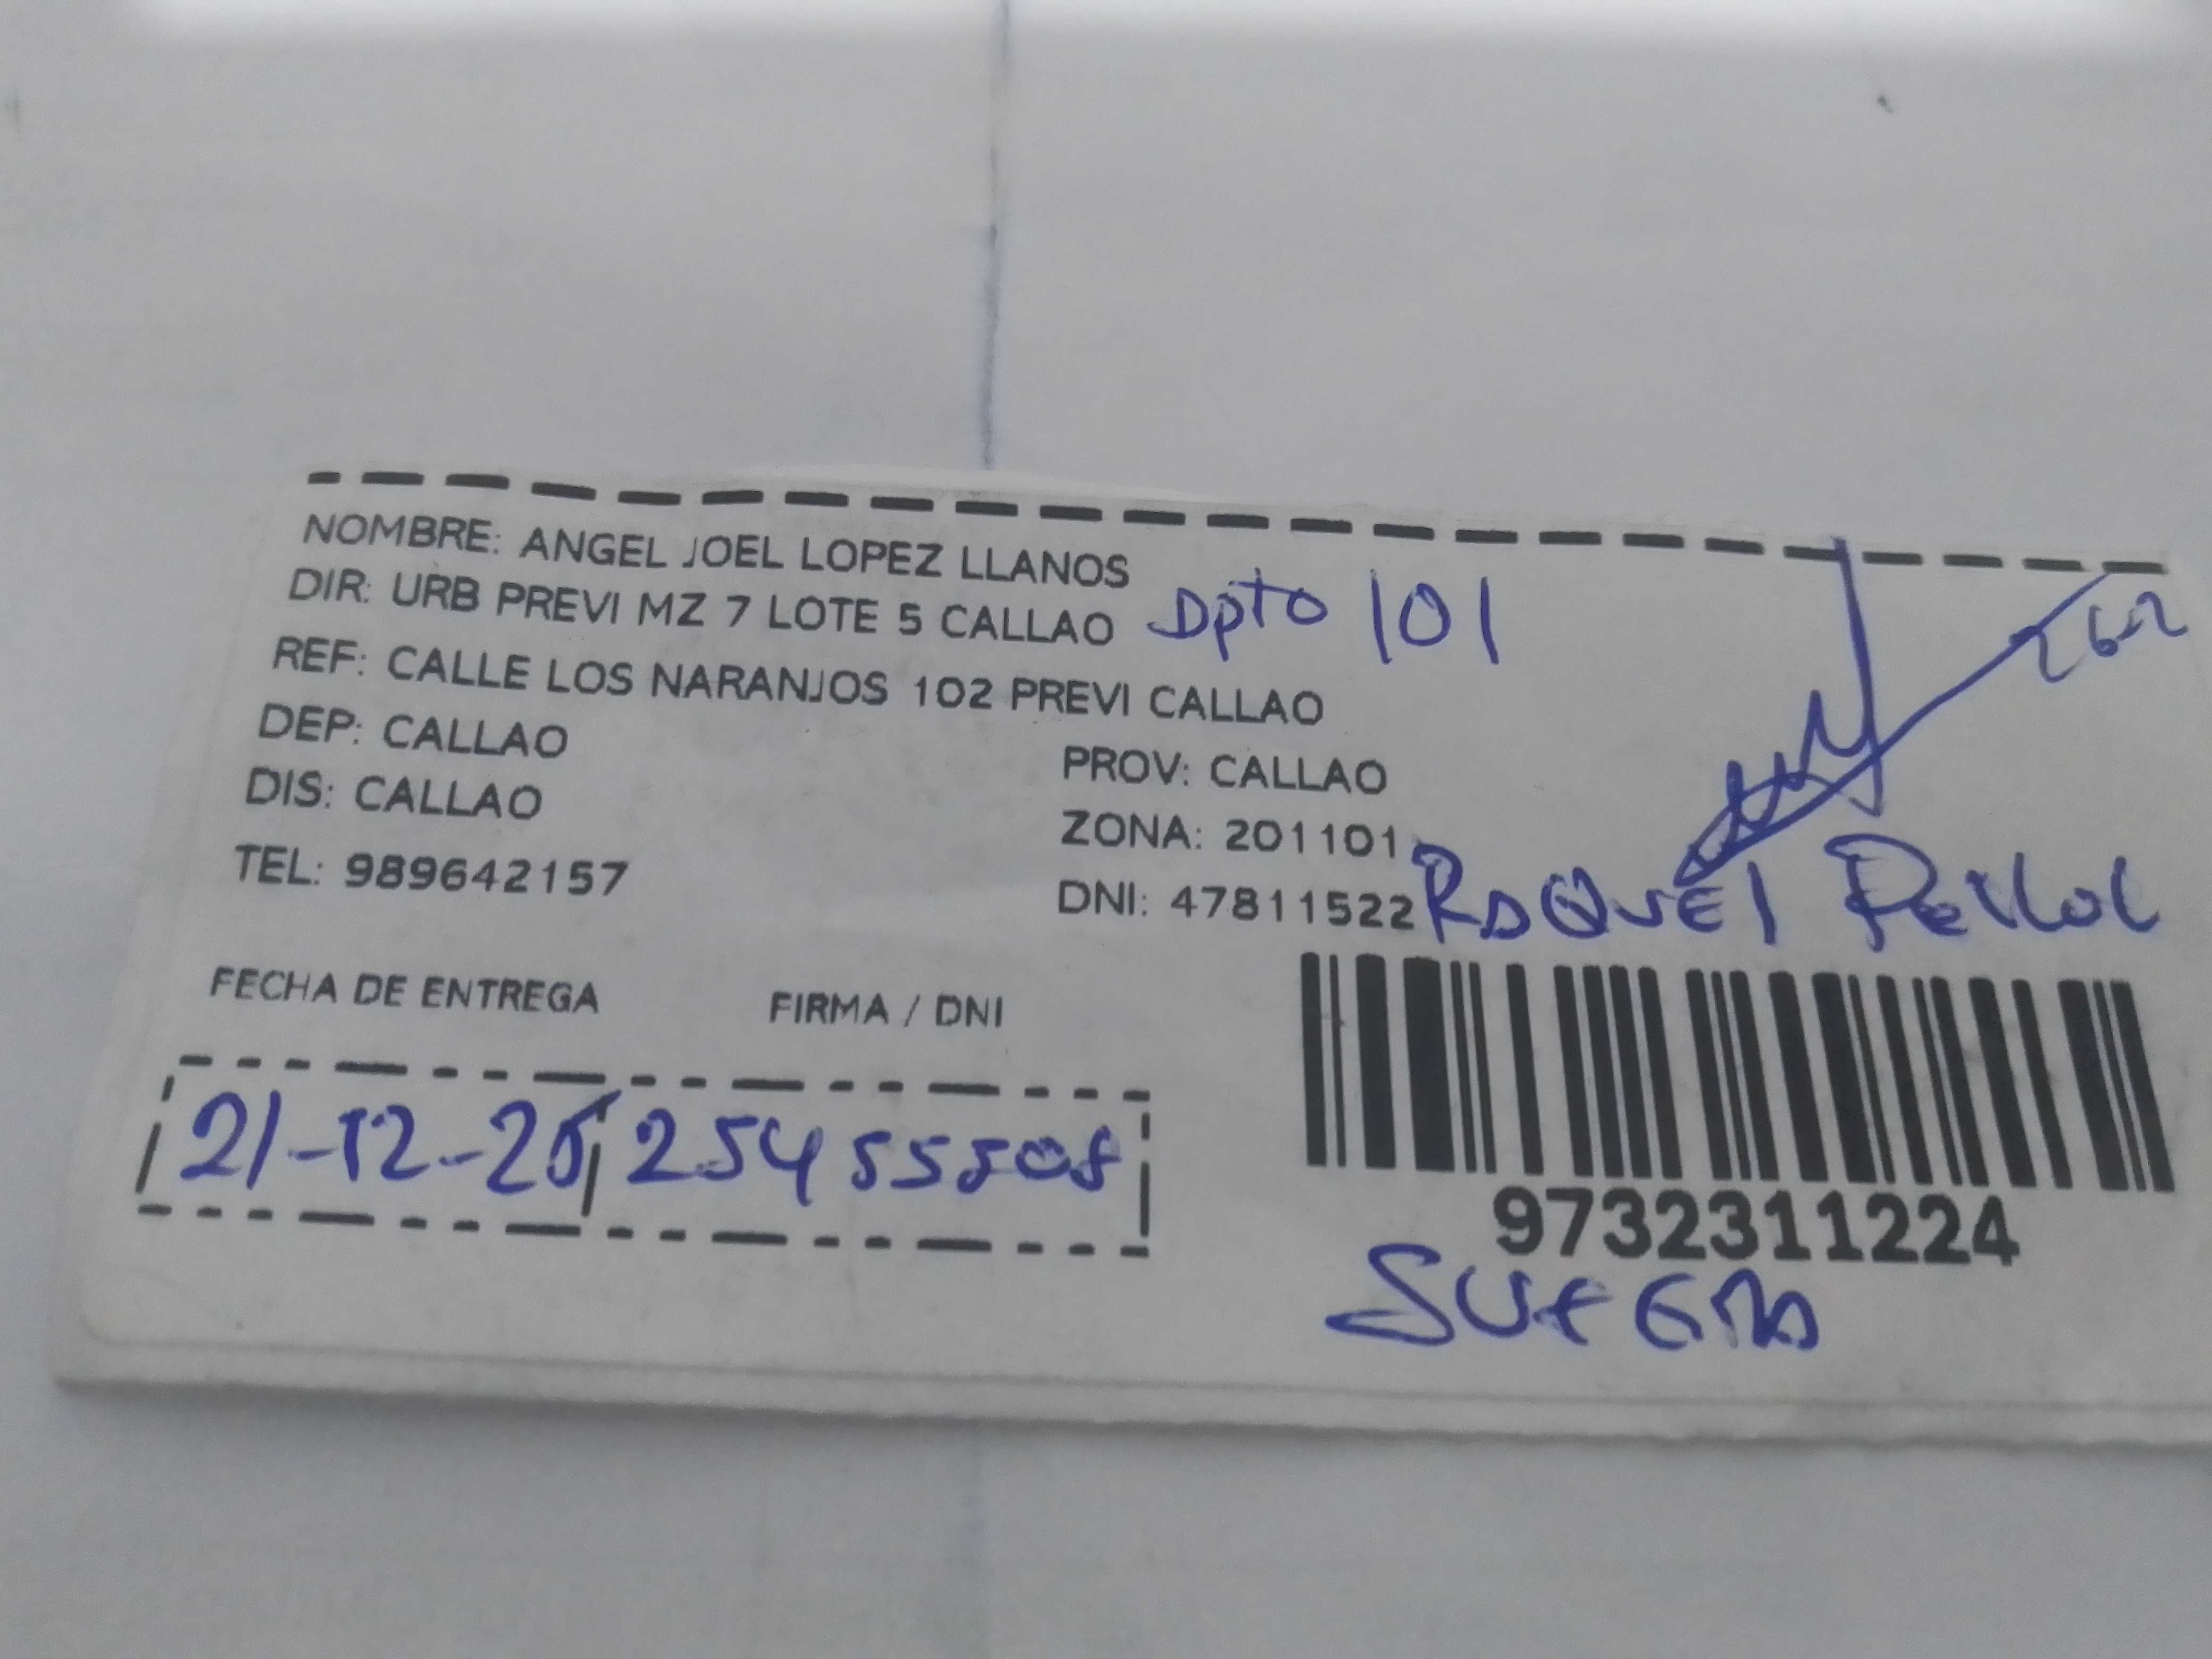 NOMBRE: ANGEL JOEL LOPEZ LLANOS
DIR: URB PREVI MZ 7 LOTE 5 CALLAO Dpto 101
REF: CALLE LOS NARANJOS 102 PREVI CALLAO
DEP: CALLAO
PROV: CALLAO
DIS: CALLAO
ZONA: 201101
TEL: 989642157
DNI: 47811522
RAQUEL
FECHA DE ENTREGA
FIRMA / DNI
21-12-25
25455508
9732311224
SUEGRA